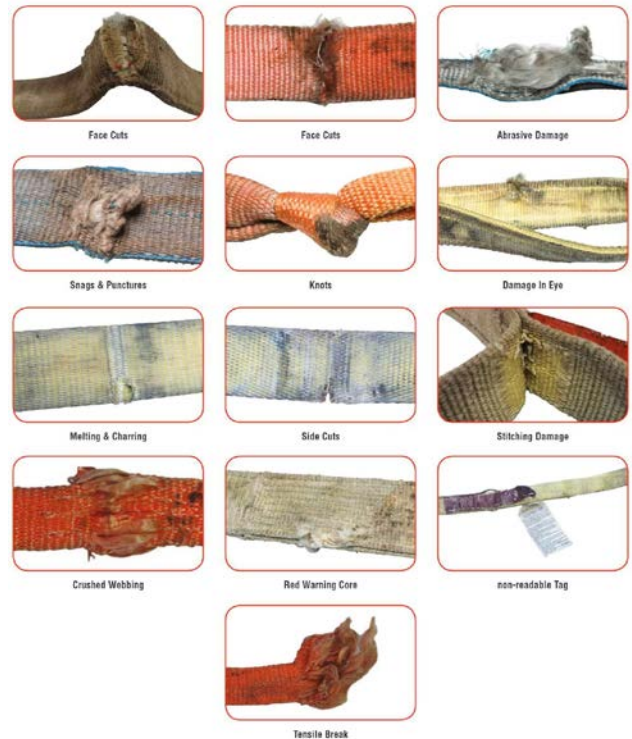 Face Cuts
Face Cuts
Abrasive Damage
Snags & Punctures
Knots
Damage In Eye
Melting & Charring
Side Cuts
Stitching Damage
Crushed Webbing
Red Warning Core
non-readable Tag
Tensile Break